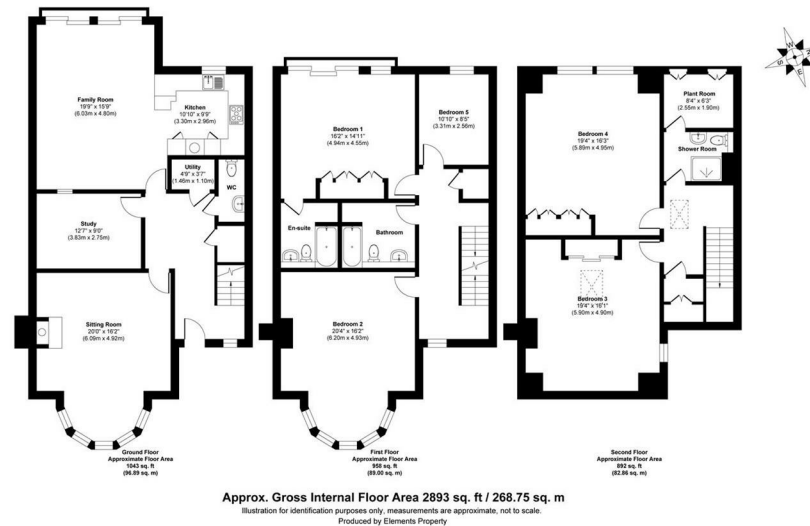 Family Room
19'9" x 15'9"
(6.03m x 4.80m)
Kitchen
10'10" x 9'9"
(3.30m x 2.96m)
Utility
4'9" x 3'7"
(1.46m x 1.10m)
WC
Study
12'7" x 9'0"
(3.83m x 2.75m)
Sitting Room
20'0" x 16'2"
(6.09m x 4.92m)
Ground Floor
Approximate Floor Area
1043 sq. ft
(96.89 sq. m)
Bedroom 1
16'2" x 14'11"
(4.94m x 4.55m)
Bedroom 5
10'10" x 8'5"
(3.31m x 2.56m)
En-suite
Bathroom
Bedroom 2
20'4" x 16'2"
(6.20m x 4.93m)
First Floor
Approximate Floor Area
958 sq. ft
(89.00 sq. m)
N
E
S
W
Plant Room
8'4" x 6'3"
(2.55m x 1.90m)
Bedroom 4
19'4" x 16'3"
(5.89m x 4.95m)
Shower Room
Bedroom 3
19'4" x 16'1"
(5.90m x 4.90m)
Second Floor
Approximate Floor Area
892 sq. ft
(82.86 sq. m)
Approx. Gross Internal Floor Area 2893 sq. ft / 268.75 sq. m
Illustration for identification purposes only, measurements are approximate, not to scale.
Produced by Elements Property